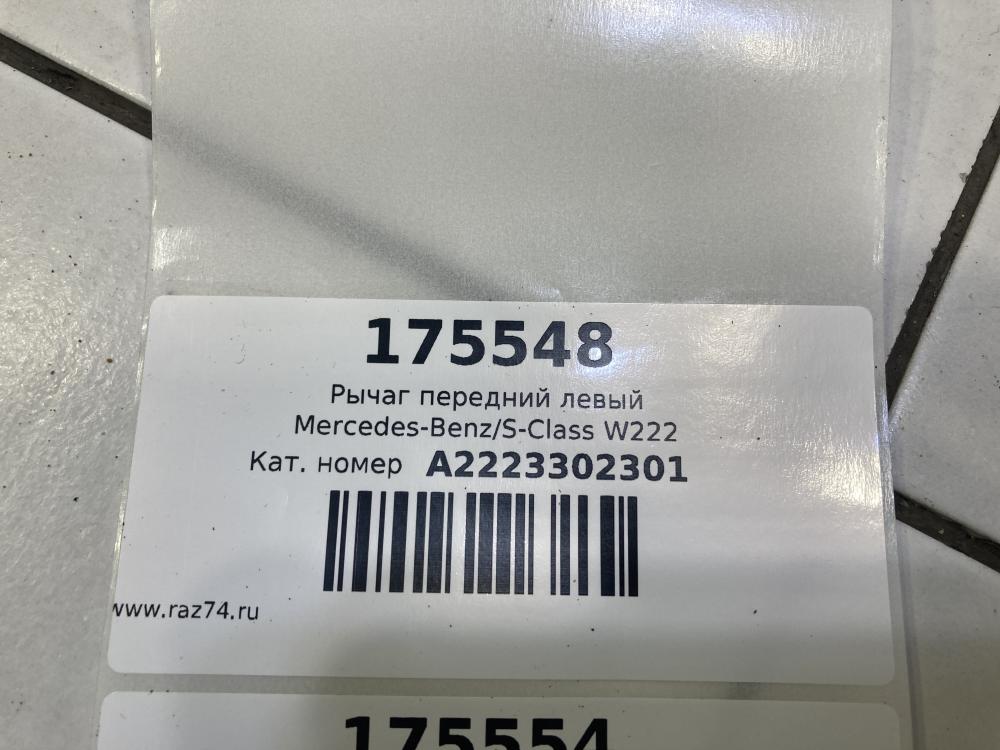 175548
Рычаг передний левый
Mercedes-Benz/S-Class W222
Кат. номер A2223302301
www.raz74.ru
175554